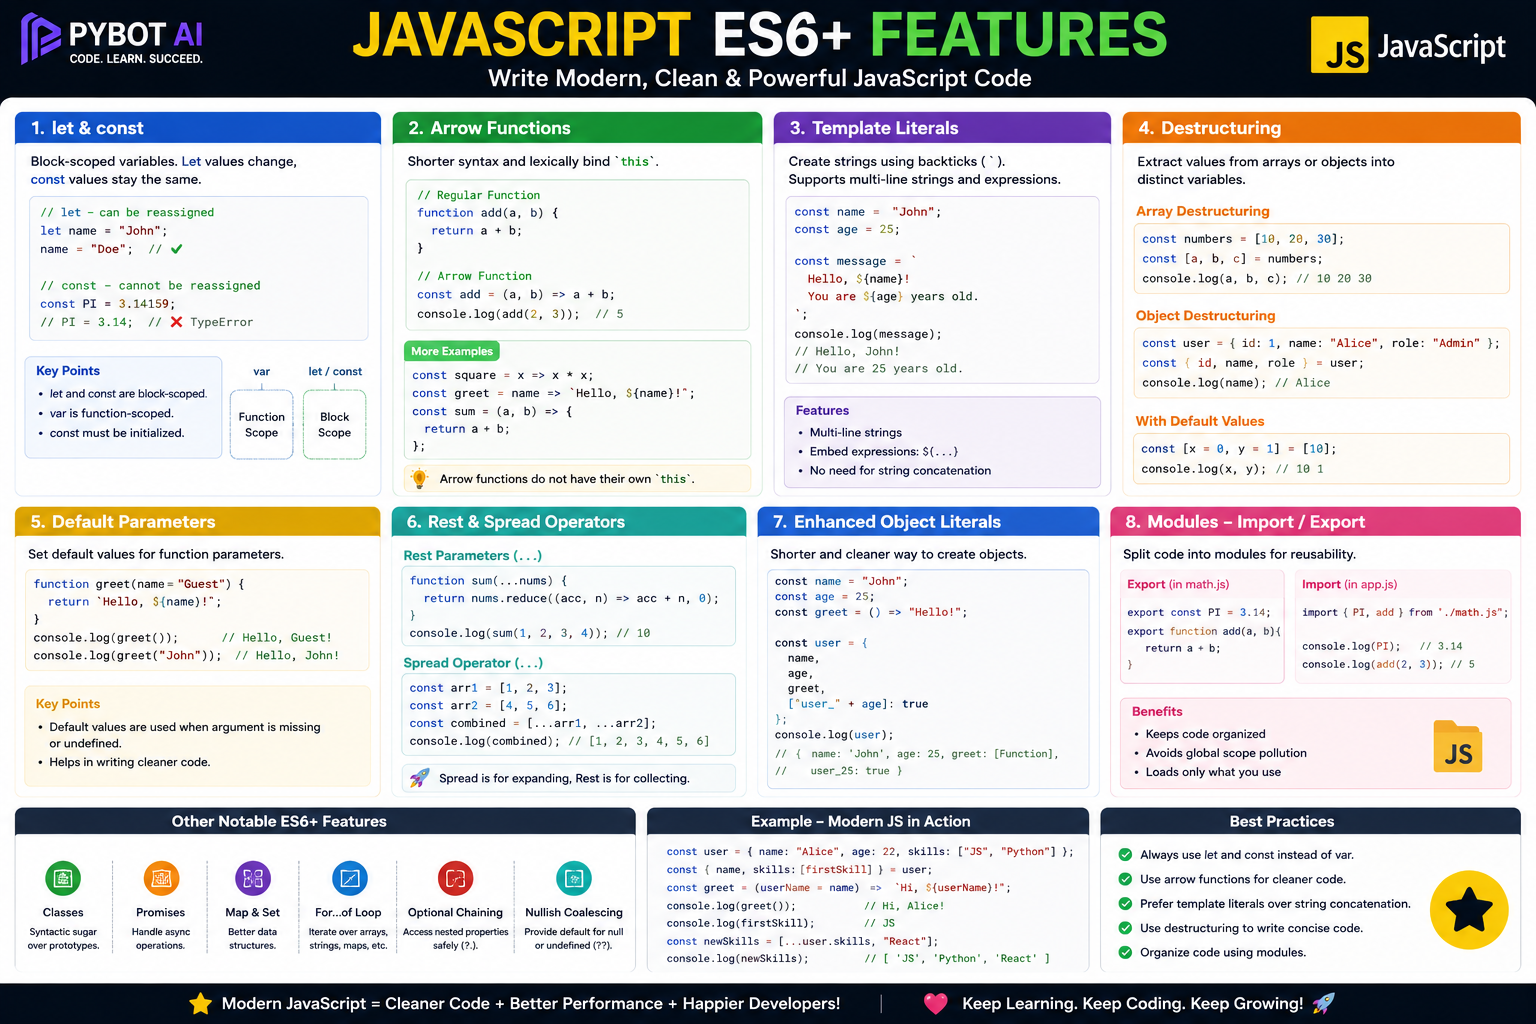 PYBOT AI
CODE. LEARN. SUCCEED.
JAVASCRIPT ES6+ FEATURES
Write Modern, Clean & Powerful JavaScript Code
JS JavaScript
1. let & const
Block-scoped variables. Let values change,
const values stay the same.
// let – can be reassigned
let name = "John";
name = "Doe"; // ✔
// const – cannot be reassigned
const PI = 3.14159;
// PI = 3.14; // ❌ TypeError
Key Points
• let and const are block-scoped.
• var is function-scoped.
• const must be initialized.
var
Function
Scope
let / const
Block
Scope
2. Arrow Functions
Shorter syntax and lexically bind `this`.
// Regular Function
function add(a, b) {
return a + b;
}
// Arrow Function
const add = (a, b) => a + b;
console.log(add(2, 3)); // 5
More Examples
const square = x => x * x;
const greet = name => `Hello, ${name}!`;
const sum = (a, b) => {
return a + b;
};
Arrow functions do not have their own `this`.
3. Template Literals
Create strings using backticks ( ` ).
Supports multi-line strings and expressions.
const name = "John";
const age = 25;
const message = `
Hello, ${name}!
You are ${age} years old.
`;
console.log(message);
// Hello, John!
// You are 25 years old.
Features
• Multi-line strings
• Embed expressions: $(...}
• No need for string concatenation
4. Destructuring
Extract values from arrays or objects into
distinct variables.
Array Destructuring
const numbers = [10, 20, 30];
const [a, b, c] = numbers;
console.log(a, b, c); // 10 20 30
Object Destructuring
const user = { id: 1, name: "Alice", role: "Admin" };
const { id, name, role } = user;
console.log(name); // Alice
With Default Values
const [x = 0, y = 1] = [10];
console.log(x, y); // 10 1
5. Default Parameters
Set default values for function parameters.
function greet(name = "Guest") {
return `Hello, ${name}!`;
}
console.log(greet()); // Hello, Guest!
console.log(greet("John")); // Hello, John!
Key Points
• Default values are used when argument is missing
or undefined.
• Helps in writing cleaner code.
6. Rest & Spread Operators
Rest Parameters (...)
function sum(...nums) {
return nums.reduce((acc, n) => acc + n, 0);
}
console.log(sum(1, 2, 3, 4)); // 10
Spread Operator (...)
const arr1 = [1, 2, 3];
const arr2 = [4, 5, 6];
const combined = [...arr1, ...arr2];
console.log(combined); // [1, 2, 3, 4, 5, 6]
Spread is for expanding, Rest is for collecting.
7. Enhanced Object Literals
Shorter and cleaner way to create objects.
const name = "John";
const age = 25;
const greet = () => "Hello!";
const user = {
name,
age,
greet,
["user_" + age]: true
};
console.log(user);
// { name: 'John', age: 25, greet: [Function],
// user_25: true }
8. Modules – Import / Export
Split code into modules for reusability.
Export (in math.js)
export const PI = 3.14;
export function add(a, b){
return a + b;
}
Import (in app.js)
import { PI, add } from './math.js";
console.log(PI); // 3.14
console.log(add(2, 3)); // 5
Benefits
• Keeps code organized
• Avoids global scope pollution
• Loads only what you use
JS
Other Notable ES6+ Features
Classes
Syntactic sugar
over prototypes.
Promises
Handle async
operations.
Map & Set
Better data
structures.
For...of Loop
Iterate over arrays,
strings, maps, etc.
Optional Chaining
Access nested properties
safely (?.).
Nullish Coalescing
Provide default for null
or undefined (??).
Example – Modern JS in Action
const user = { name: "Alice", age: 22, skills: ["JS", "Python"] };
const { name, skills: [firstSkill] } = user;
const greet = (userName = name) => `Hi, ${userName}!";
console.log(greet()); // Hi, Alice!
console.log(firstSkill); // JS
const newSkills = [...user.skills, "React"];
console.log(newSkills); // [ 'JS', 'Python', 'React' ]
Best Practices
Always use let and const instead of var.
Use arrow functions for cleaner code.
Prefer template literals over string concatenation.
Use destructuring to write concise code.
Organize code using modules.
Modern JavaScript = Cleaner Code + Better Performance + Happier Developers! | Keep Learning. Keep Coding. Keep Growing!